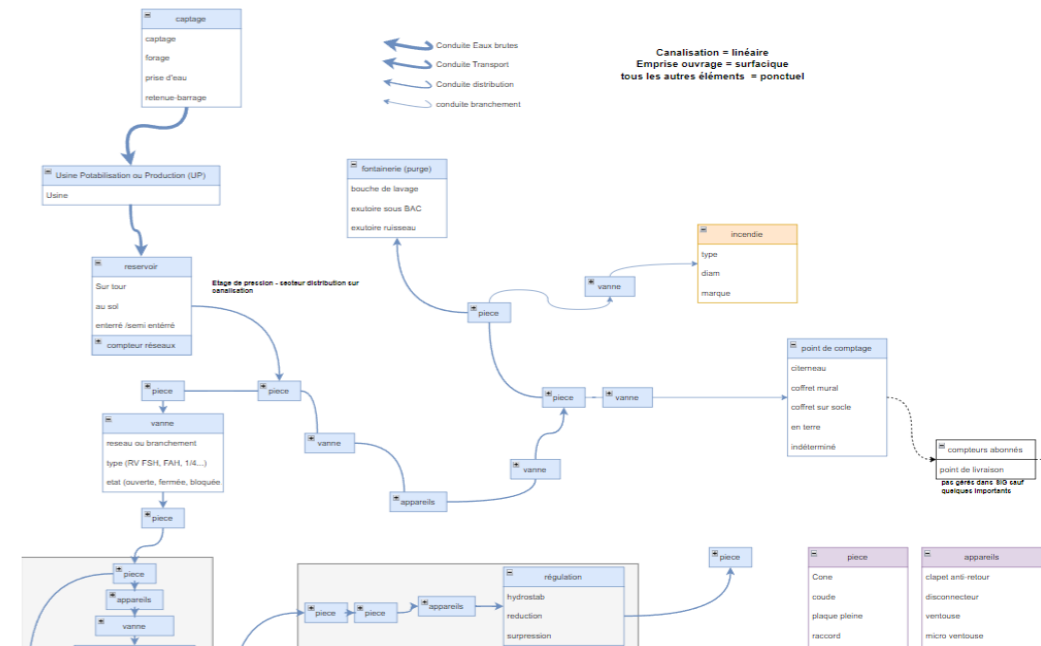 captage
captage
forage
prise d'eau
retenue-barrage
Conduite Eaux brutes
Conduite Transport
Conduite distribution
conduite branchement
Canalisation = linéaire
Emprise ouvrage = surfacique
tous les autres éléments = ponctuel
Usine Potabilisation ou Production (UP)
Usine
fontainerie (purge)
bouche de lavage
exutoire sous BAC
exutoire ruisseau
incendie
type
diam
marque
reservoir
Sur tour
au sol
enterré /semi entérré
compteur réseaux
Etage de pression - secteur distribution sur
canalisation
vanne
piece
point de comptage
citerneau
coffret mural
coffret sur socle
en terre
indéterminé
piece
piece
piece
vanne
vanne
reseau ou branchement
type (RV FSH, FAH, 1/4...)
etat (ouverte, fermée, bloquée
vanne
vanne
appareils
compteurs abonnés
point de livraison
pas gérés dans SIG sauf
quelques importants
piece
piece
appareils
vanne
piece
piece
appareils
régulation
hydrostab
reduction
surpression
piece
piece
Cone
coude
plaque pleine
raccord
appareils
clapet anti-retour
disconnecteur
ventouse
micro ventouse